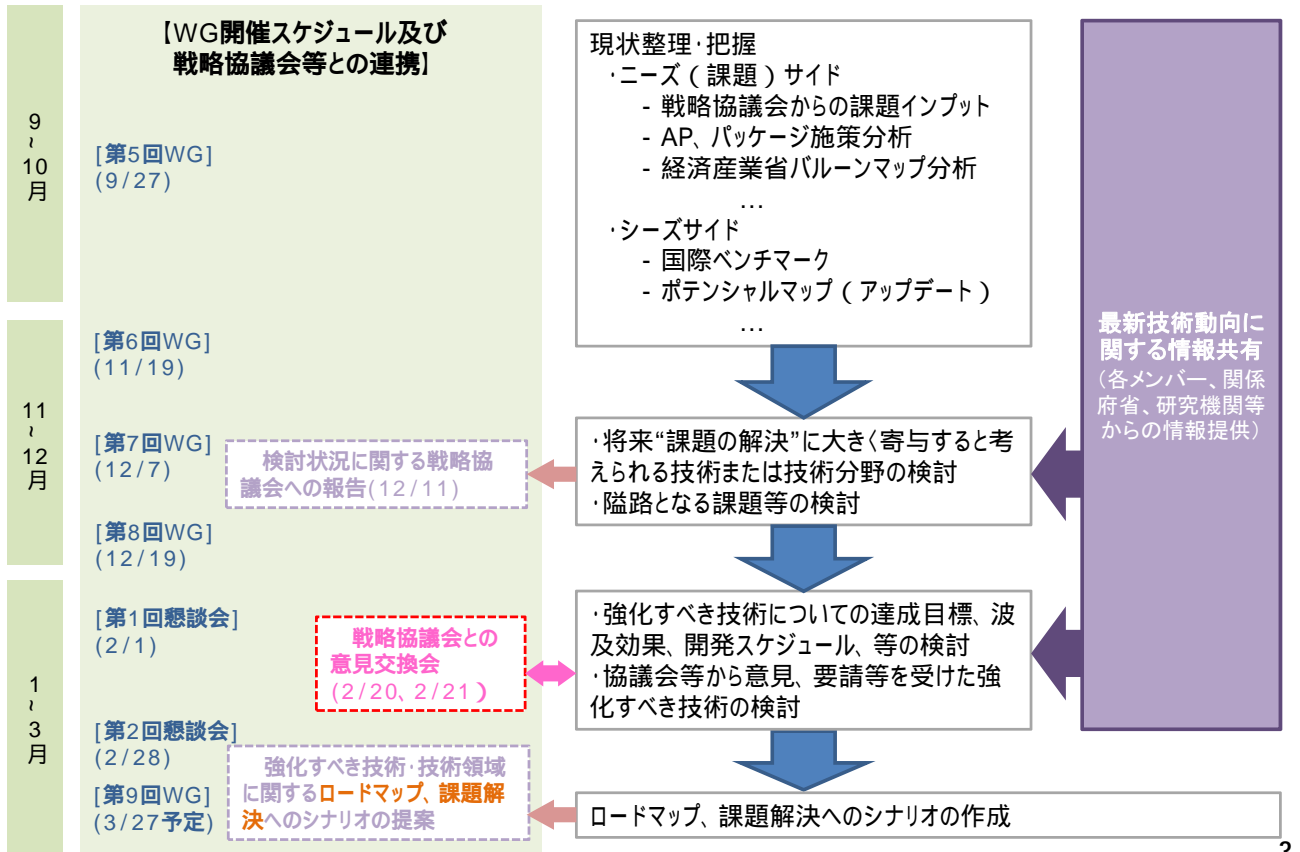 【WG開催スケジュール及び
戦略協議会等との連携】
9
~
10
月
[第5回WG]
(9/27)
11
~
12
月
[第6回WG]
(11/19)
[第7回WG]
(12/7)
検討状況に関する戦略協
議会への報告(12/11)
[第8回WG]
(12/19)
1
~
3
月
[第1回懇談会]
(2/1)
戦略協議会との
意見交換会
(2/20、2/21)
[第2回懇談会]
(2/28)
[第9回WG]
(3/27予定)
強化すべき技術・技術領域
に関するロードマップ、課題解
決へのシナリオの提案
現状整理・把握
・ニーズ(課題)サイド
- 戦略協議会からの課題インプット
- AP、パッケージ施策分析
- 経済産業省バルーンマップ分析
…
・シーズサイド
- 国際ベンチマーク
- ポテンシャルマップ(アップデート)
…
・将来“課題の解決”に大きく寄与すると考
えられる技術または技術分野の検討
・隘路となる課題等の検討
・強化すべき技術についての達成目標、波
及効果、開発スケジュール、等の検討
・協議会等から意見、要請等を受けた強
化すべき技術の検討
ロードマップ、課題解決へのシナリオの作成
最新技術動向に
関する情報共有
(各メンバー、関係
府省、研究機関等
からの情報提供)
2